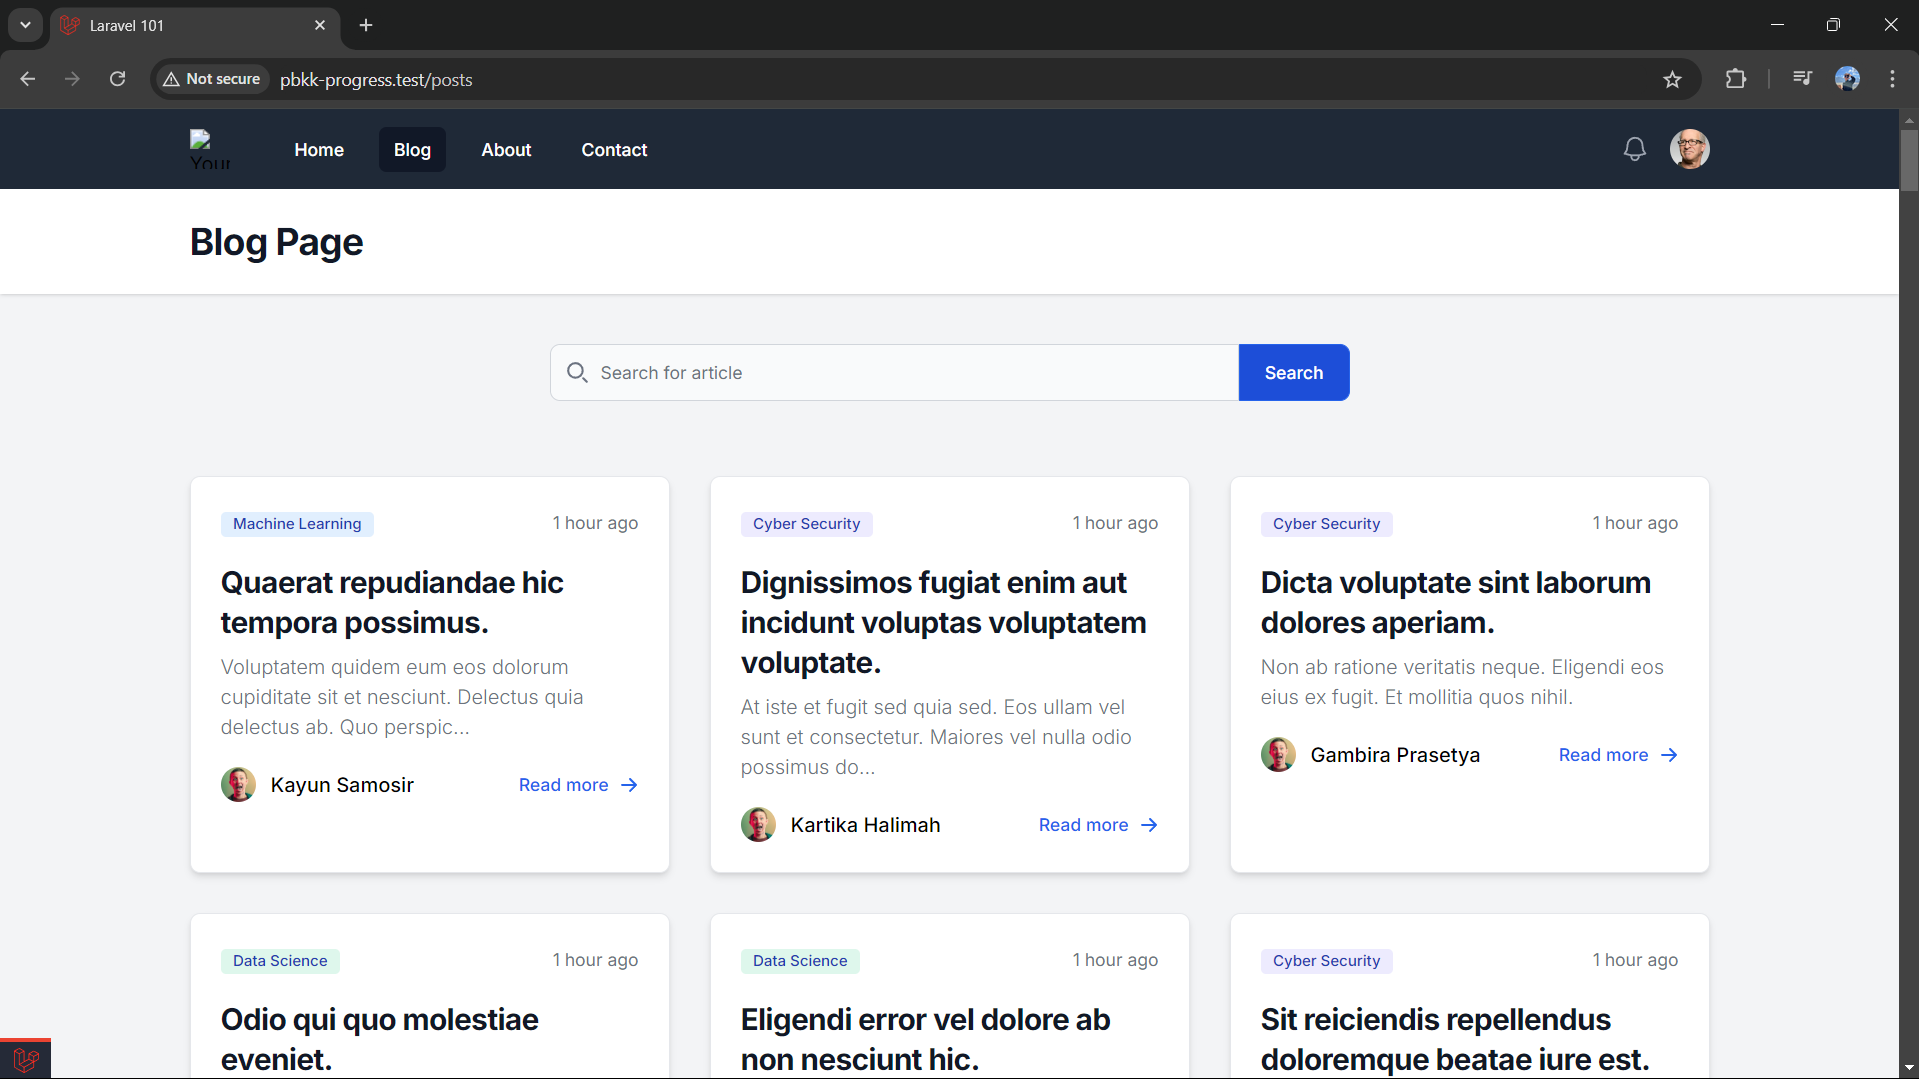 Laravel 101
Not secure
pbkk-progress.test/posts
Your
Home
Blog
About
Contact
Blog Page
Search for article
Search
Machine Learning
1 hour ago
Quaerat repudiandae hic
tempora possimus.
Voluptatem quidem eum eos dolorum
cupiditate sit et nesciunt. Delectus quia
delectus ab. Quo perspic...
Kayun Samosir
Read more
Cyber Security
1 hour ago
Dignissimos fugiat enim aut
incidunt voluptas voluptatem
voluptate.
At iste et fugit sed quia sed. Eos ullam vel
sunt et consectetur. Maiores vel nulla odio
possimus do...
Kartika Halimah
Read more
Cyber Security
1 hour ago
Dicta voluptate sint laborum
dolores aperiam.
Non ab ratione veritatis neque. Eligendi eos
eius ex fugit. Et mollitia quos nihil.
Gambira Prasetya
Read more
Data Science
1 hour ago
Odio qui quo molestiae
eveniet.
Data Science
1 hour ago
Eligendi error vel dolore ab
non nesciunt hic.
Cyber Security
1 hour ago
Sit reiciendis repellendus
doloremque beatae iure est.